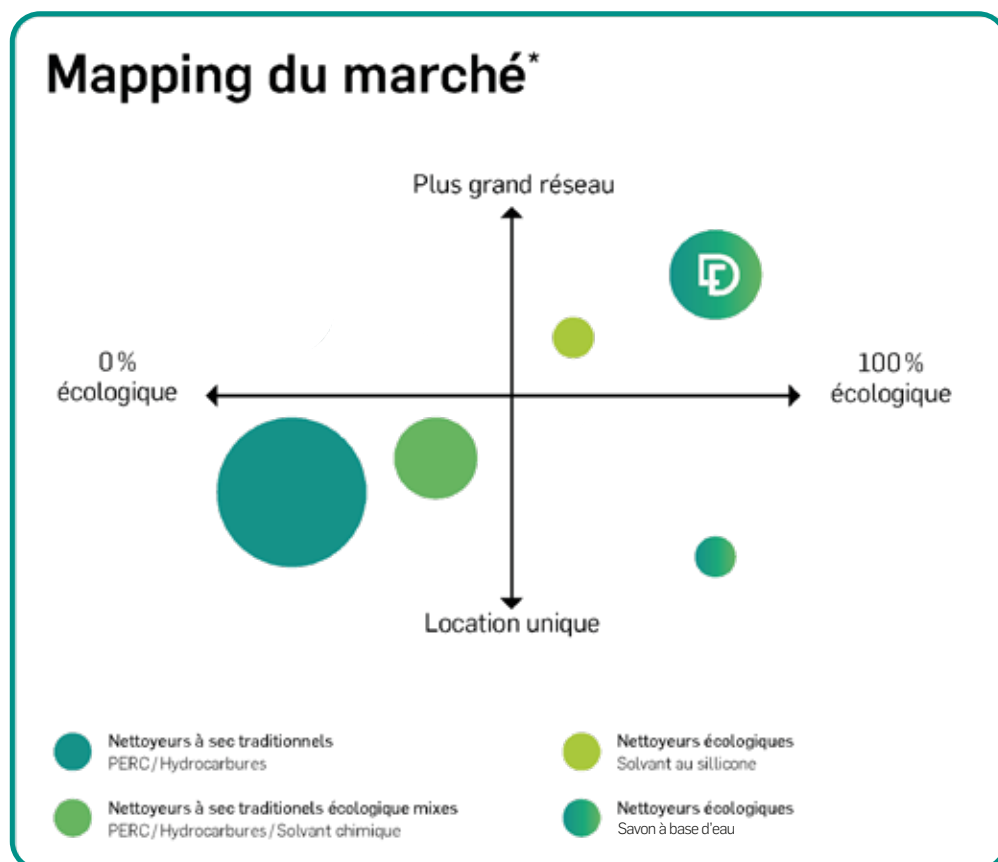 Mapping du marché*
Plus grand réseau
0 %
écologique
100 %
écologique
Location unique
Nettoyeurs à sec traditionnels
PERC/Hydrocarbures
Nettoyeurs à sec traditionels écologique mixes
PERC/Hydrocarbures/Solvant chimique
Nettoyeurs écologiques
Solvant au sillicone
Nettoyeurs écologiques
Savon à base d'eau